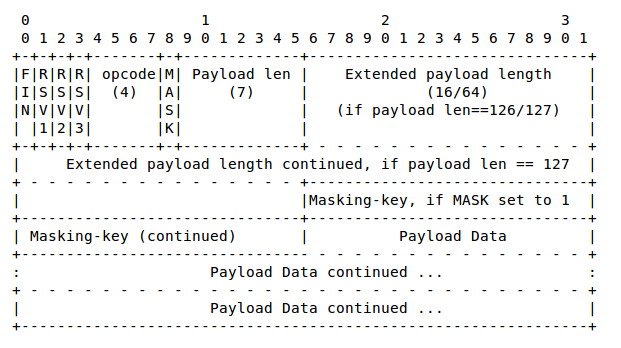 0                   1                   2                   3
 0 1 2 3 4 5 6 7 8 9 0 1 2 3 4 5 6 7 8 9 0 1 2 3 4 5 6 7 8 9 0 1
+-+-+-+-+-------+-+-------------+-------------------------------+
|F|R|R|R| opcode|M| Payload len |    Extended payload length    |
|I|S|S|S|  (4)  |A|     (7)     |             (16/64)           |
|N|V|V|V|       |S|             |   (if payload len==126/127)   |
| |1|2|3|       |K|             |                               |
+-+-+-+-+-------+-+-------------+ - - - - - - - - - - - - - - - +
|     Extended payload length continued, if payload len == 127  |
+ - - - - - - - - - - - - - - - +-------------------------------+
|                               |Masking-key, if MASK set to 1  |
+-------------------------------+-------------------------------+
| Masking-key (continued)       |          Payload Data         |
+-------------------------------- - - - - - - - - - - - - - - - +
:                     Payload Data continued ...                :
+ - - - - - - - - - - - - - - - - - - - - - - - - - - - - - - - +
|                     Payload Data continued ...                |
+---------------------------------------------------------------+